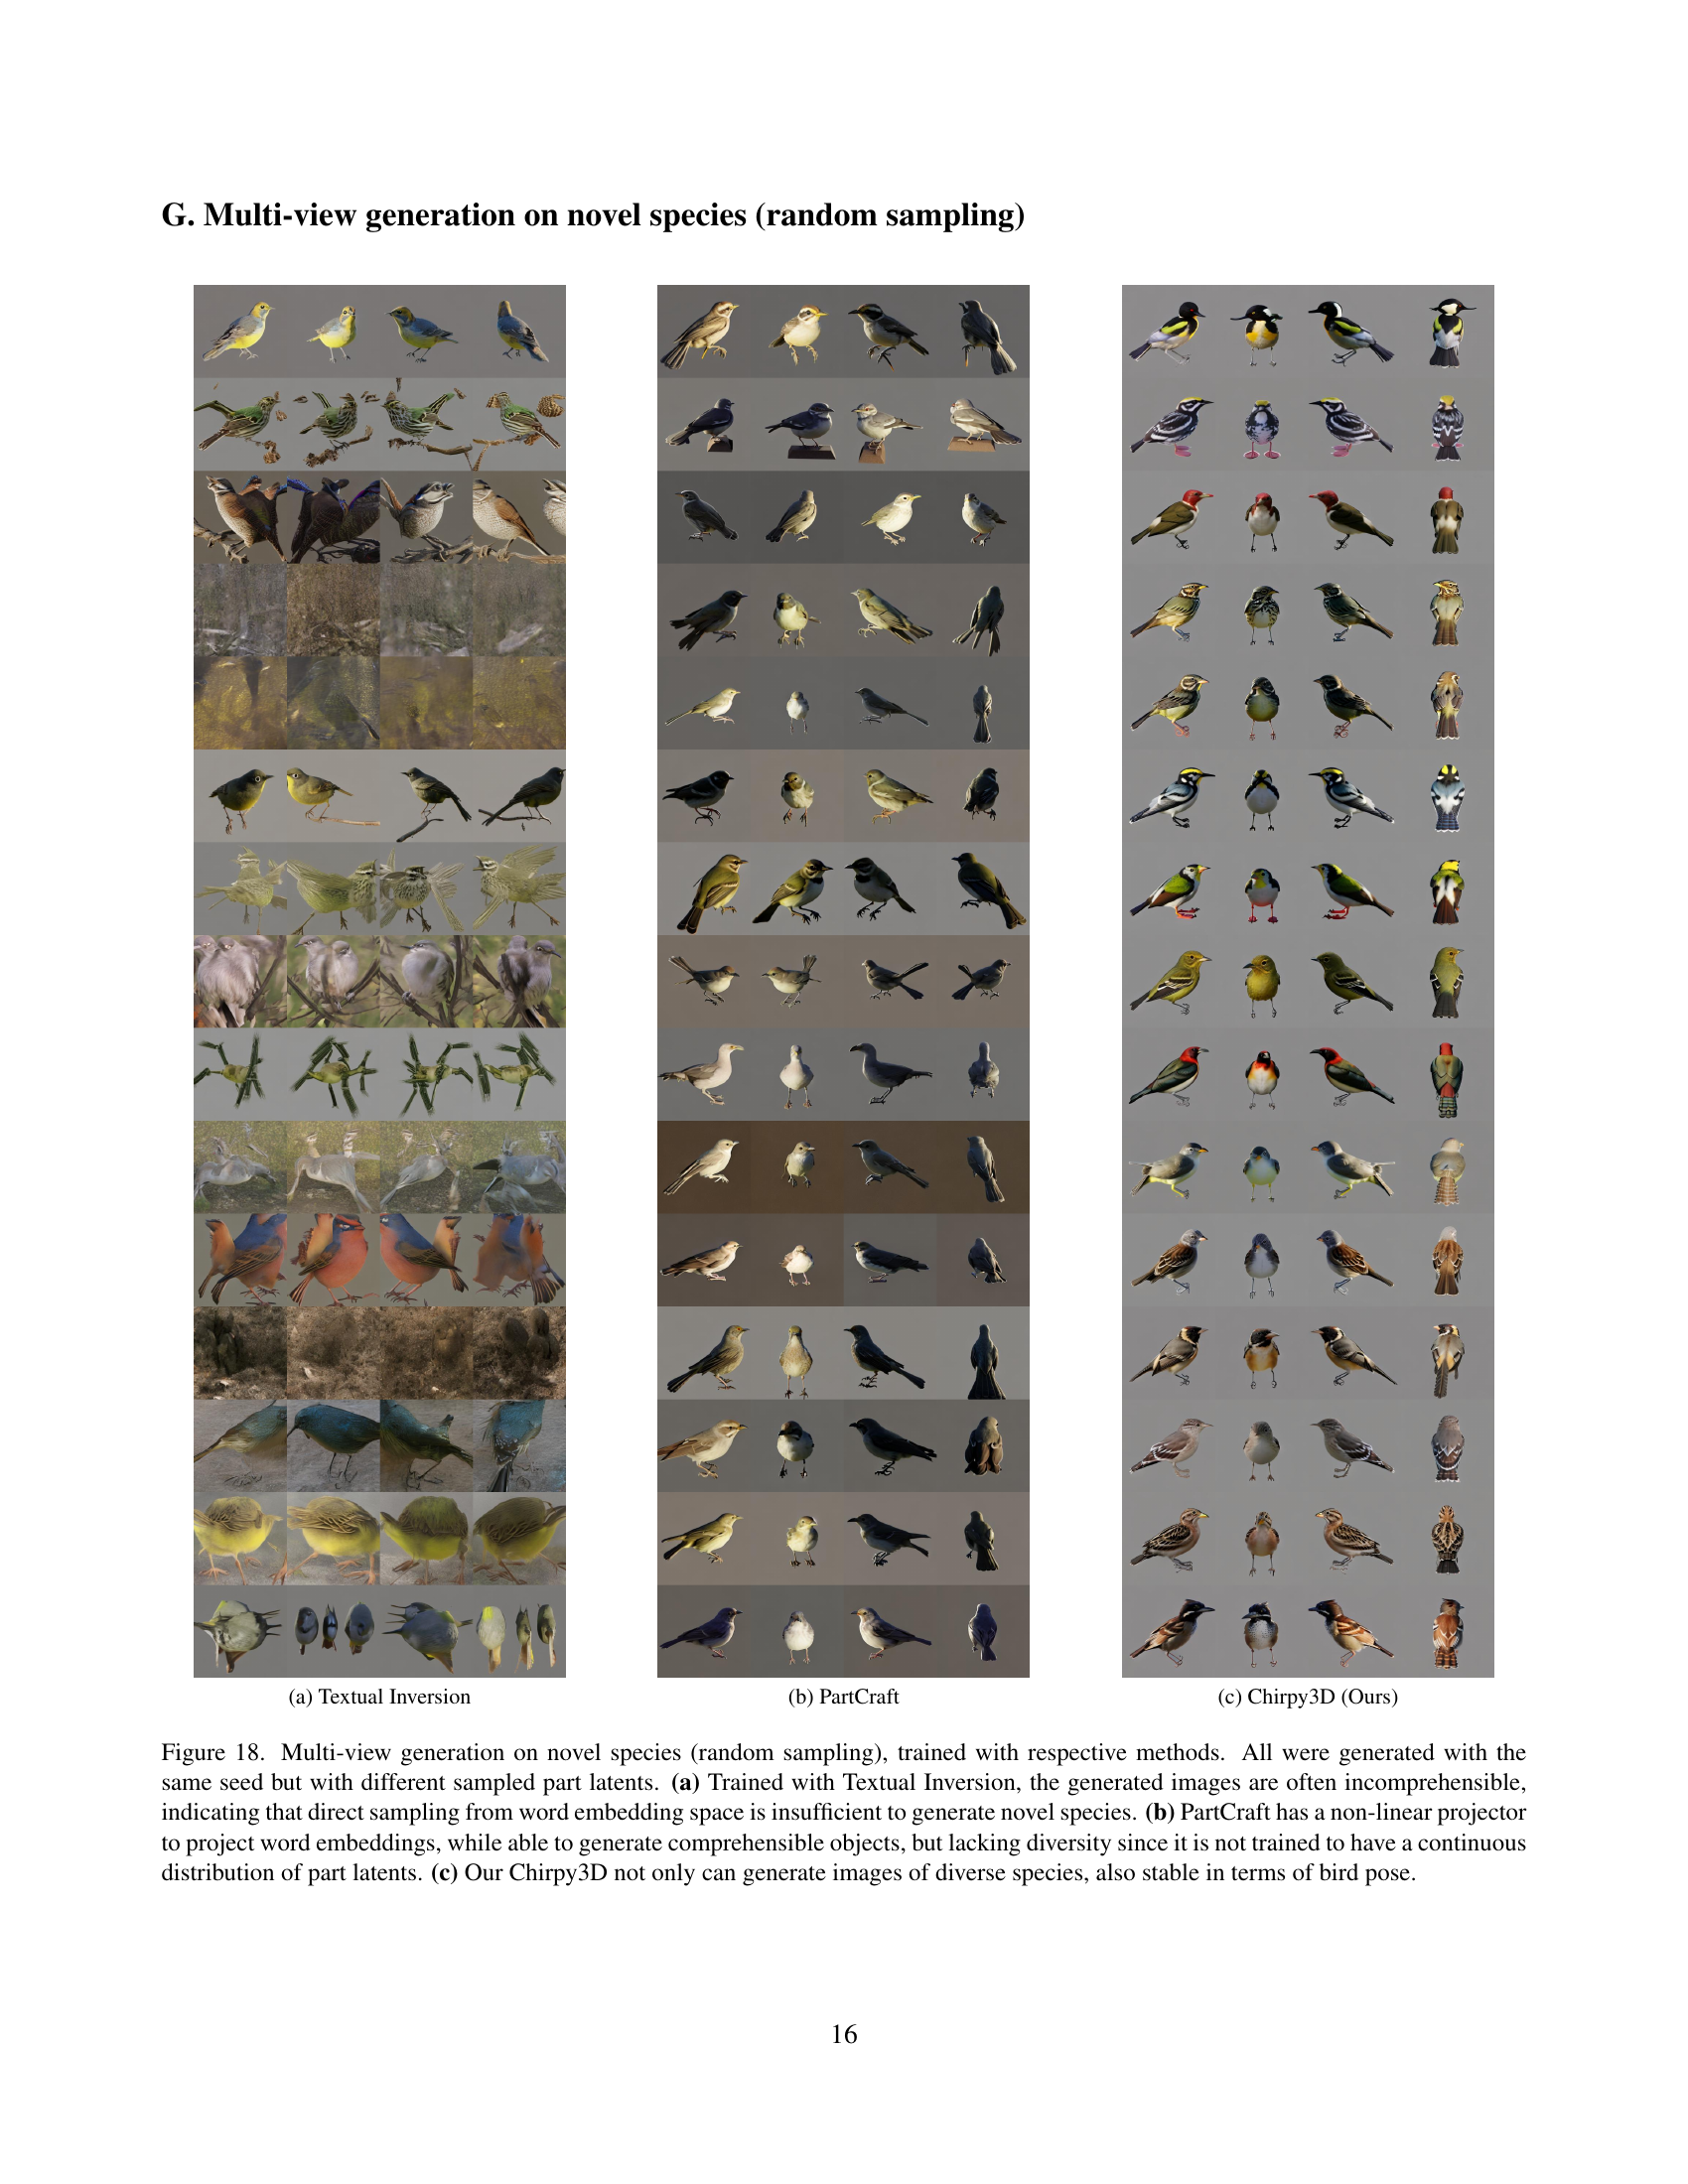 G. Multi-view generation on novel species (random sampling)
(a) Textual Inversion
(b) PartCraft
(c) Chirpy3D (Ours)
Figure 18. Multi-view generation on novel species (random sampling), trained with respective methods. All were generated with the
same seed but with different sampled part latents. (a) Trained with Textual Inversion, the generated images are often incomprehensible,
indicating that direct sampling from word embedding space is insufficient to generate novel species. (b) PartCraft has a non-linear projector
to project word embeddings, while able to generate comprehensible objects, but lacking diversity since it is not trained to have a continuous
distribution of part latents. (c) Our Chirpy3D not only can generate images of diverse species, also stable in terms of bird pose.
16